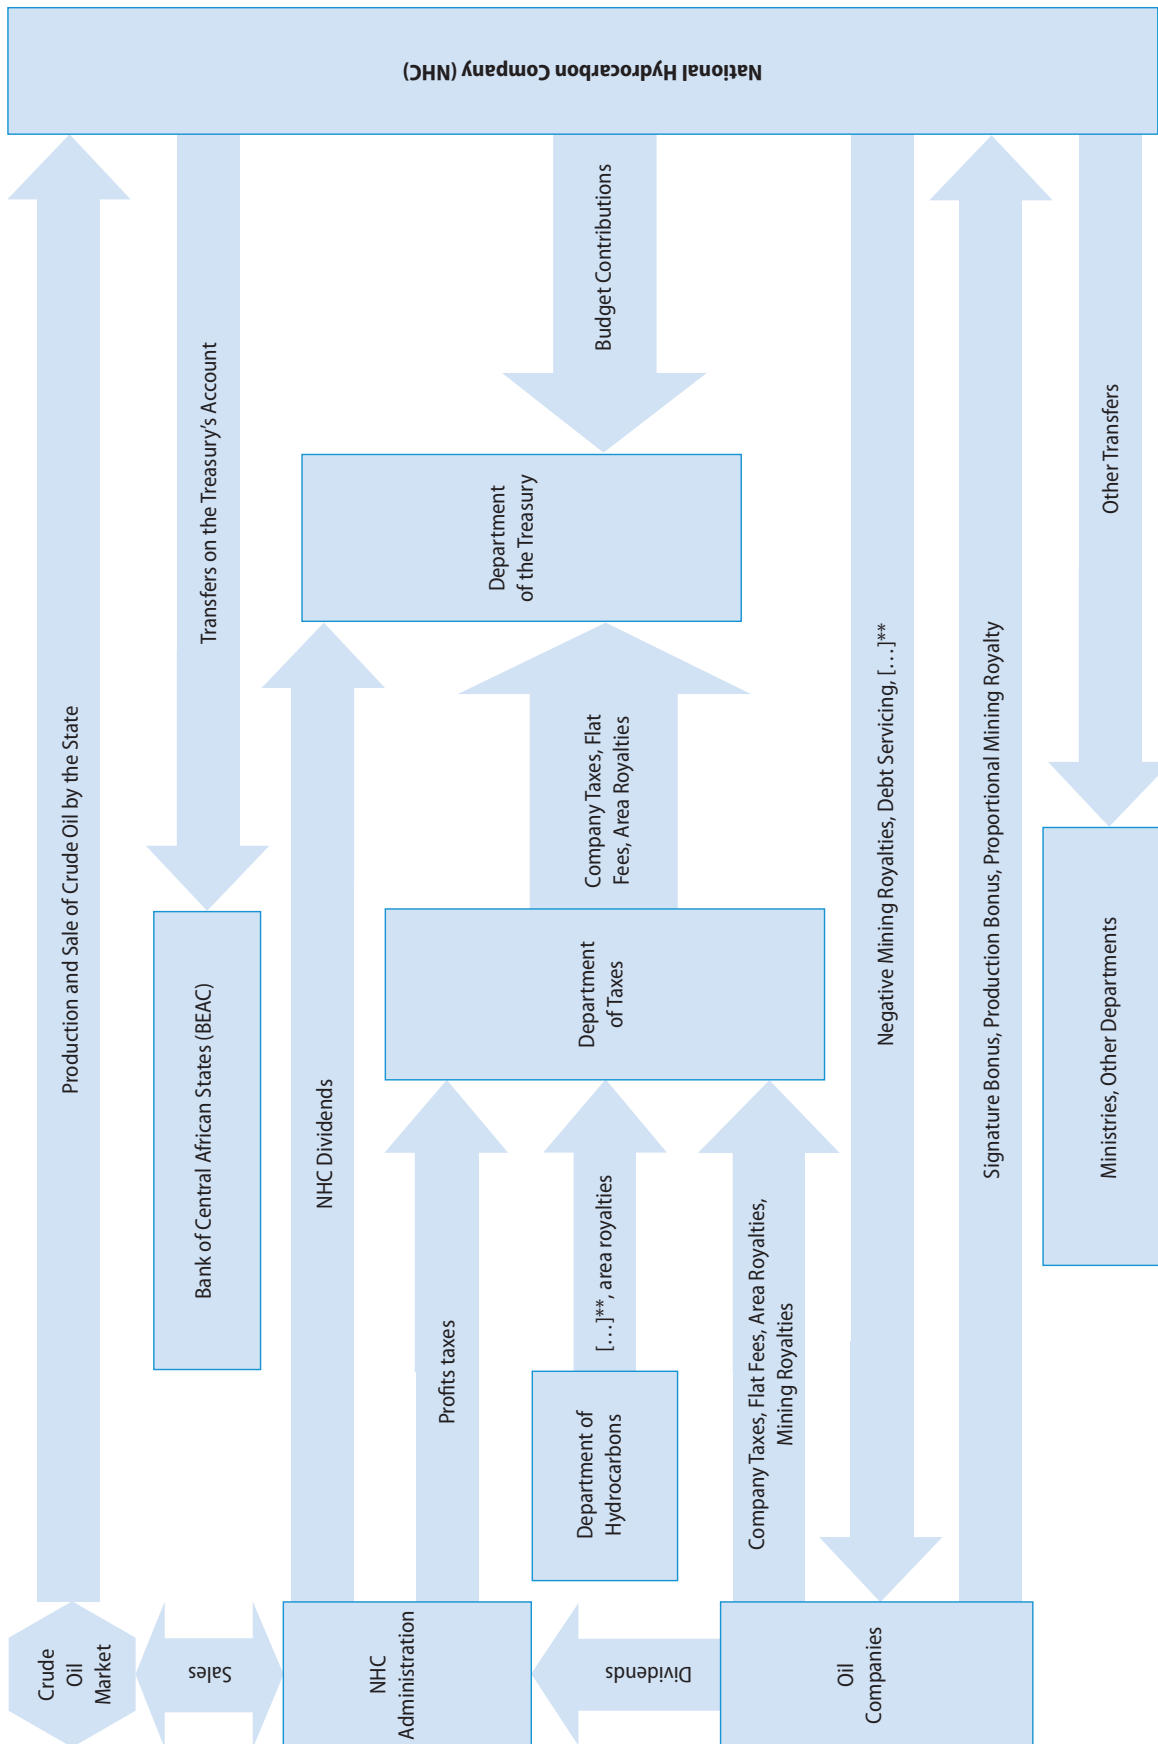 National Hydrocarbon Company (NHC)
Production and Sale of Crude Oil by the State
Transfers on the Treasury's Account
Budget Contributions
Department
of the Treasury
Other Transfers
Bank of Central African States (BEAC)
NHC Dividends
Company Taxes, Flat
Fees, Area Royalties
Department
of Taxes
Negative Mining Royalties, Debt Servicing, […]**
Signature Bonus, Production Bonus, Proportional Mining Royalty
Ministries, Other Departments
Profits taxes
[…]**, area royalties
Department of
Hydrocarbons
Company Taxes, Flat Fees, Area Royalties,
Mining Royalties
Crude
Oil
Market
Sales
NHC
Administration
Dividends
Oil
Companies